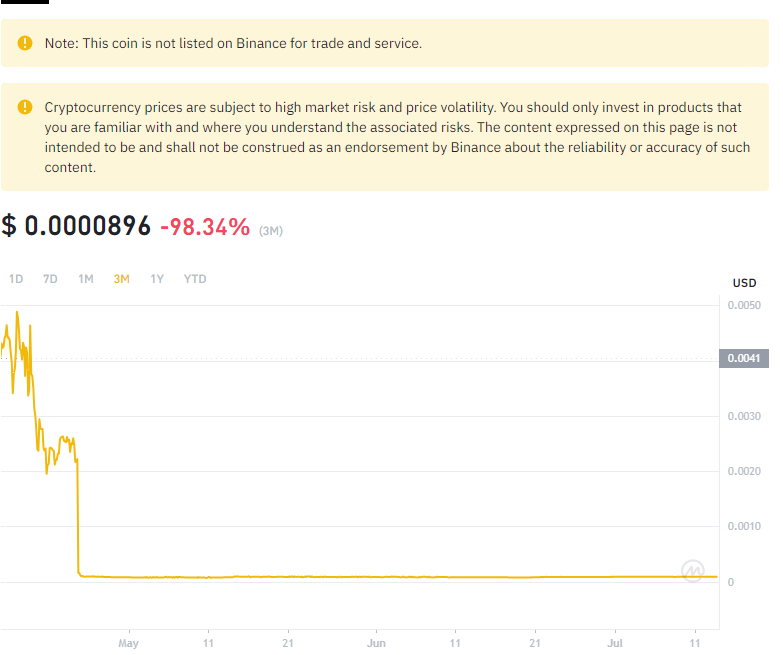 Note: This coin is not listed on Binance for trade and service.
Cryptocurrency prices are subject to high market risk and price volatility. You should only invest in products that
you are familiar with and where you understand the associated risks. The content expressed on this page is not
intended to be and shall not be construed as an endorsement by Binance about the reliability or accuracy of such
content.
$ 0.0000896 -98.34% (3M)
1D 7D 1M 3M 1Y YTD
USD
0.0050
0.0041
0.0030
0.0020
0.0010
0
May 11 21 Jun 11 21 Jul 11